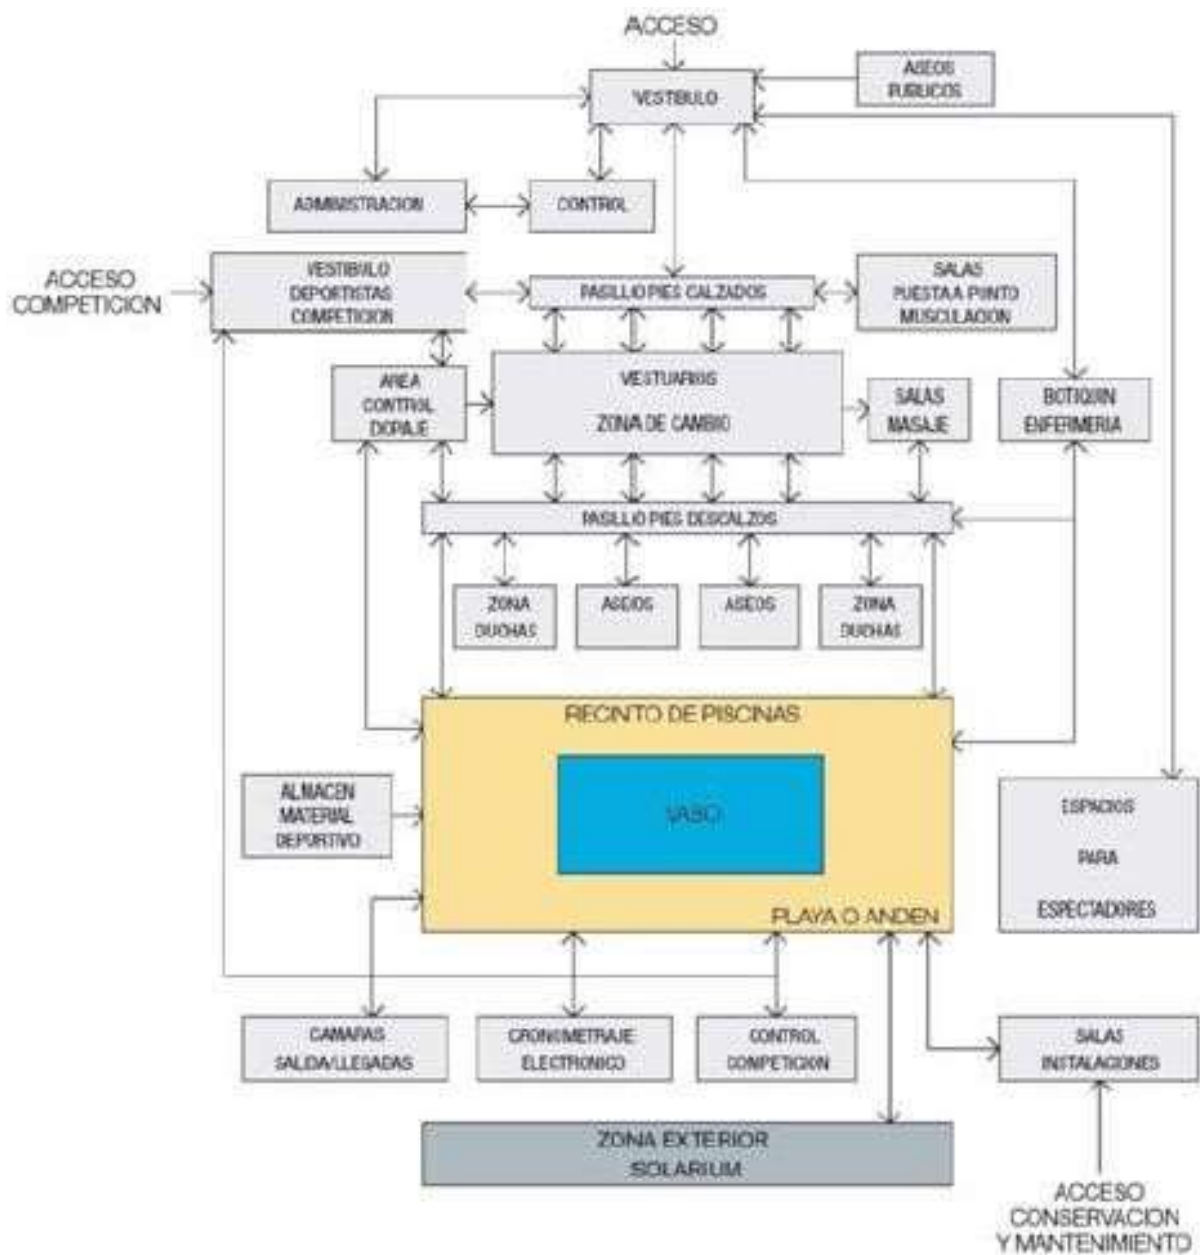 ACCESO
ASEOS
PUBLICOS
VESTIBULO
ADMINISTRACION
CONTROL
ACCESO
COMPETICION
VESTIBULO
DEPORTISTAS
COMPETICION
PASILLO PIES CALZADOS
SALAS
PUESTA A PUNTO
MUSCULACION
AREA
CONTROL
DOPAJE
VESTUARIOS
ZONA DE CAMBIO
SALAS
MASAJE
BOTIQUIN
ENFERMERIA
PASILLO PIES DESCALZOS
ZONA
DUCHAS
ASEOS
ASEOS
ZONA
DUCHAS
RECINTO DE PISCINAS
VASO
PLAYA O ANDEN
ALMACEN
MATERIAL
DEPORTIVO
ESPACIOS
PARA
ESPECTADORES
CAMARAS
SALIDA/LLEGADAS
CRONOMETRAJE
ELECTRONICO
CONTROL
COMPETICION
SALAS
INSTALACIONES
ZONA EXTERIOR
SOLARIUM
ACCESO
CONSERVACION
Y MANTENIMIENTO